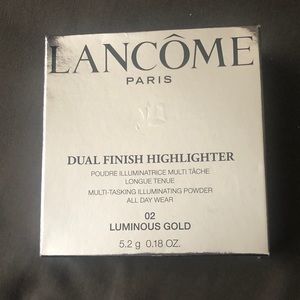 LANCÔME
PARIS
DUAL FINISH HIGHLIGHTER
POUDRE ILLUMINATRICE MULTI TÂCHE
LONGUE TENUE
MULTI-TASKING ILLUMINATING POWDER
ALL DAY WEAR
02
LUMINOUS GOLD
5.2 g 0.18 OZ.